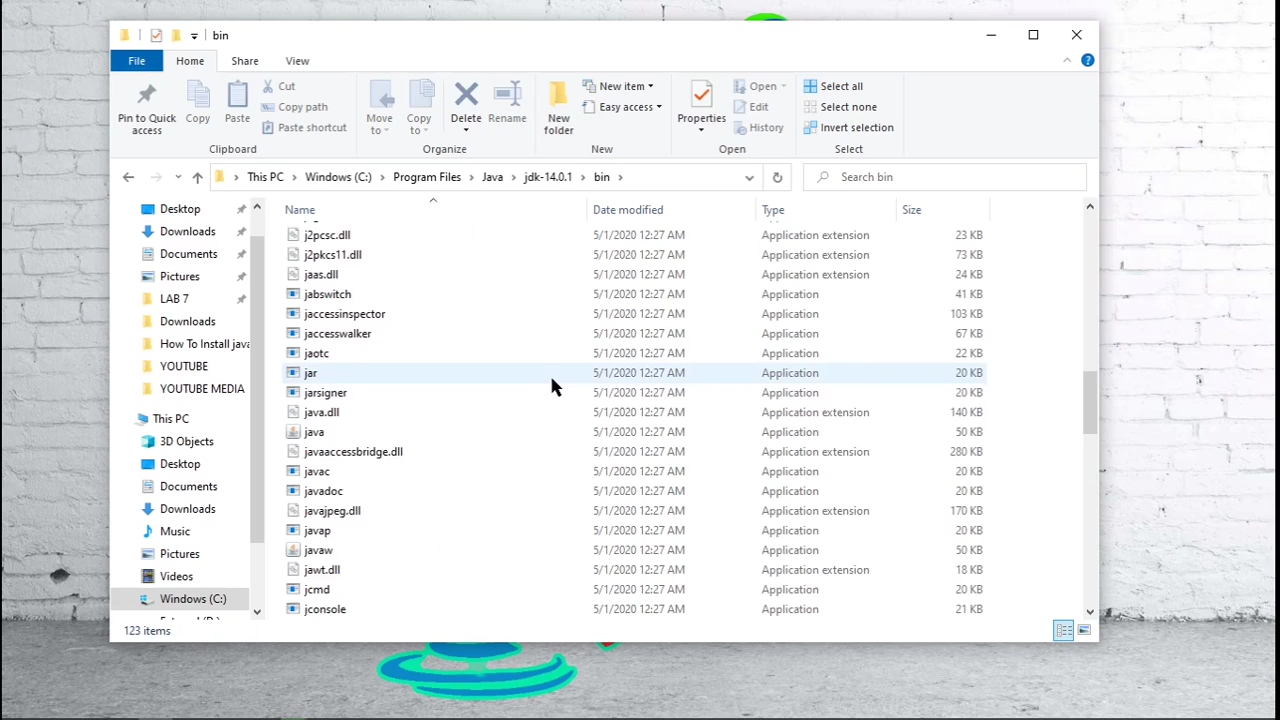 bin
File Home Share View
Pin to Quick access
Copy
Paste
Cut
Copy path
Paste shortcut
Clipboard
Move to
Copy to
Delete
Rename
Organize
New folder
New item
Easy access
New
Properties
Open
Edit
History
Open
Select all
Select none
Invert selection
Select
This PC > Windows (C:) > Program Files > Java > jdk-14.0.1 > bin >
Search bin
Desktop
Downloads
Documents
Pictures
LAB 7
Downloads
How To Install java
YOUTUBE
YOUTUBE MEDIA
This PC
3D Objects
Desktop
Documents
Downloads
Music
Pictures
Videos
Windows (C:)
Name Date modified Type Size
j2pcsc.dll 5/1/2020 12:27 AM Application extension 23 KB
j2pkcs11.dll 5/1/2020 12:27 AM Application extension 73 KB
jaas.dll 5/1/2020 12:27 AM Application extension 24 KB
jabswitch 5/1/2020 12:27 AM Application 41 KB
jaccessinspector 5/1/2020 12:27 AM Application 103 KB
jaccesswalker 5/1/2020 12:27 AM Application 67 KB
jaotc 5/1/2020 12:27 AM Application 22 KB
jar 5/1/2020 12:27 AM Application 20 KB
jarsigner 5/1/2020 12:27 AM Application 20 KB
java.dll 5/1/2020 12:27 AM Application extension 140 KB
java 5/1/2020 12:27 AM Application 50 KB
javaaccessbridge.dll 5/1/2020 12:27 AM Application extension 280 KB
javac 5/1/2020 12:27 AM Application 20 KB
javadoc 5/1/2020 12:27 AM Application 20 KB
javajpeg.dll 5/1/2020 12:27 AM Application extension 170 KB
javap 5/1/2020 12:27 AM Application 20 KB
javaw 5/1/2020 12:27 AM Application 50 KB
jawt.dll 5/1/2020 12:27 AM Application extension 18 KB
jcmd 5/1/2020 12:27 AM Application 20 KB
jconsole 5/1/2020 12:27 AM Application 21 KB
123 items